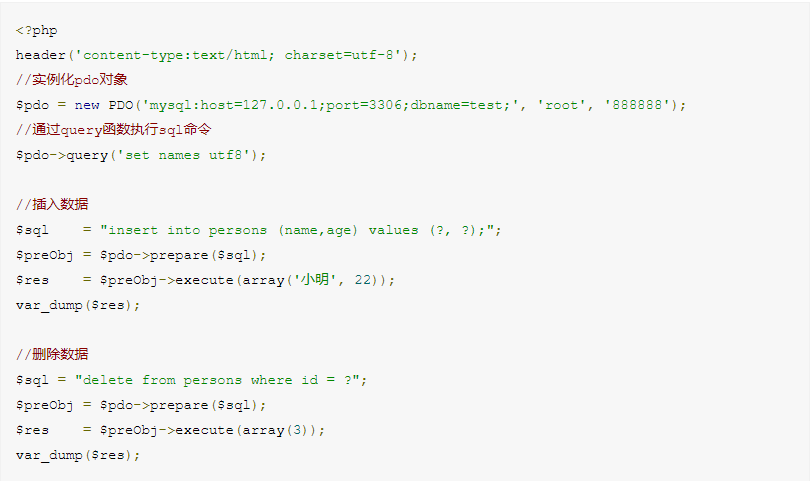 <?php
header('content-type:text/html; charset=utf-8');
//实例化pdo对象
$pdo = new PDO('mysql:host=127.0.0.1;port=3306;dbname=test;', 'root', '888888');
//通过query函数执行sql命令
$pdo->query('set names utf8');

//插入数据
$sql    = "insert into persons (name,age) values (?, ?);";
$preObj = $pdo->prepare($sql);
$res    = $preObj->execute(array('小明', 22));
var_dump($res);

//删除数据
$sql = "delete from persons where id = ?";
$preObj = $pdo->prepare($sql);
$res    = $preObj->execute(array(3));
var_dump($res);